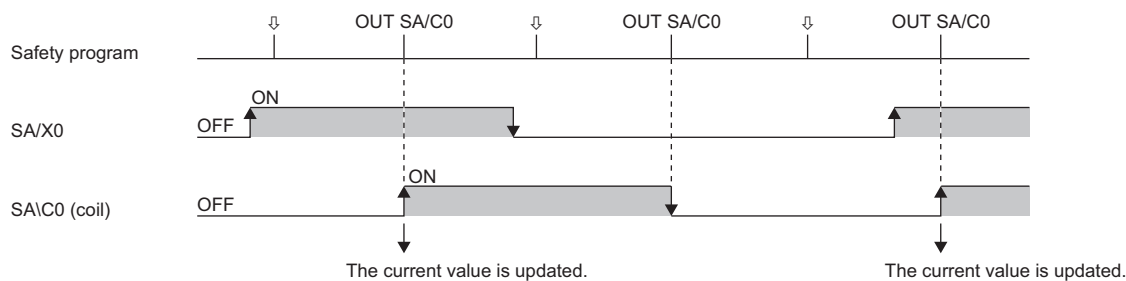 OUT SA/C0 OUT SA/C0 OUT SA/C0
Safety program
ON
SA/X0 OFF
ON
SA\C0 (coil) OFF
The current value is updated. The current value is updated.